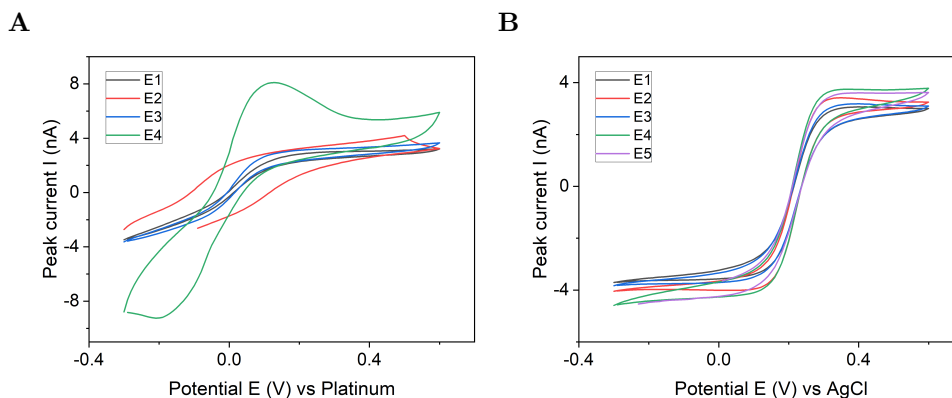 A
B
8
4
0
-4
-8
Peak current I (nA)
E1
E2
E3
E4
-0.4
0.0
0.4
Potential E (V) vs Platinum
4
0
-4
Peak current I (nA)
E1
E2
E3
E4
E5
-0.4
0.0
0.4
Potential E (V) vs AgCl